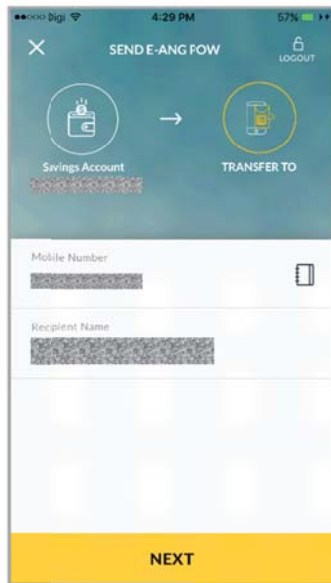 Digi 4:29 PM 57%
SEND E-ANG POW
LOGOUT
Savings Account
TRANSFER TO
Mobile Number
Recipient Name
NEXT